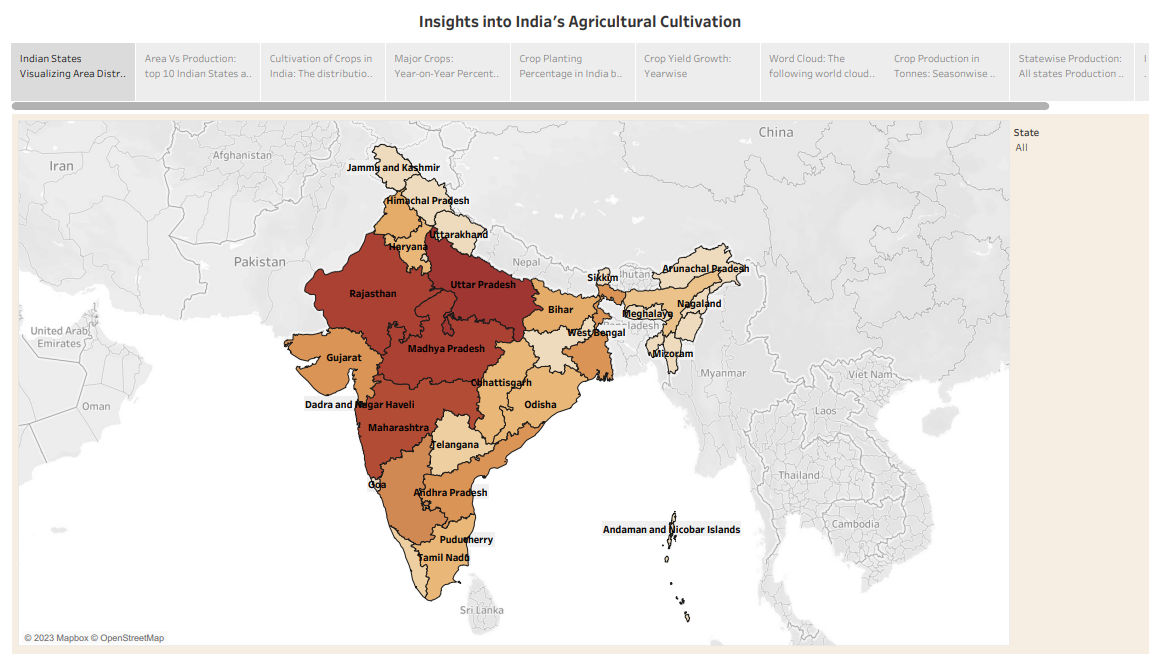 Insights into India's Agricultural Cultivation
Indian States
Visualizing Area Distr..
Area Vs Production:
top 10 Indian States a..
Cultivation of Crops in
India: The distributio..
Major Crops:
Year-on-Year Percent..
Crop Planting
Percentage in India b..
Crop Yield Growth:
Yearwise
Word Cloud: The
following world cloud..
Crop Production in
Tonnes: Seasonwise ..
Statewise Production:
All states Production ..
State
All
China
Iran
Afghanistan
Jammu and Kashmir
Himachal Pradesh
Uttarakhand
Haryana
Pakistan
Nepal
Arunachal Pradesh
Sikkim
Bhutan
Uttar Pradesh
Rajasthan
Nagaland
Bihar
Meghalaya
Bangladesh
West Bengal
United Arab
Emirates
Madhya Pradesh
Mizoram
Gujarat
Myanmar
Viet Nam
Chhattisgarh
Oman
Dadra and Nagar Haveli
Odisha
Laos
Maharashtra
Telangana
Thailand
Goa
Andhra Pradesh
Cambodia
Andaman and Nicobar Islands
Puducherry
Tamil Nadu
Sri Lanka
© 2023 Mapbox © OpenStreetMap